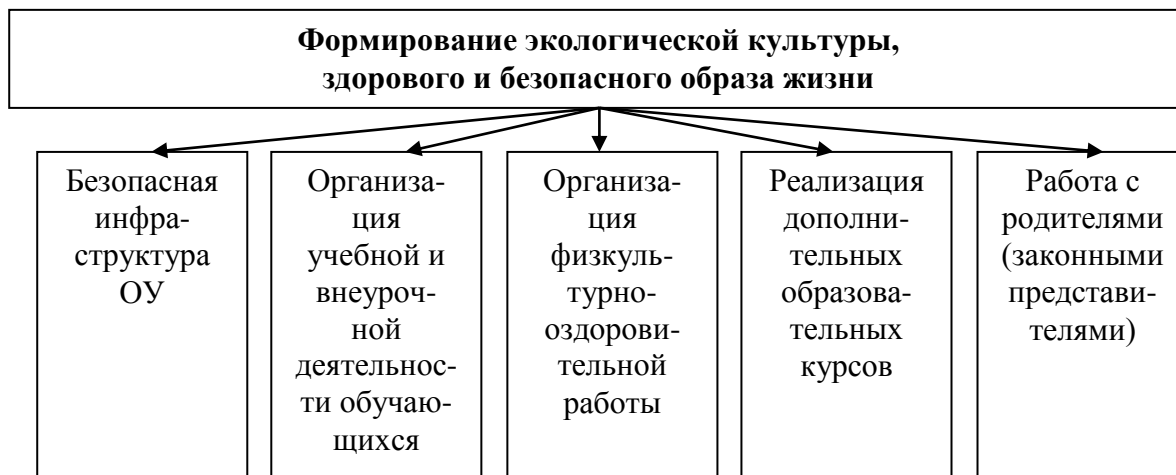 Формирование экологической культуры,
здорового и безопасного образа жизни
Безопасная
инфра-
структура
ОУ
Организа-
ция
учебной и
внеуроч-
ной
деятельнос-
ти обучаю-
щихся
Организа-
ция
физкуль-
турно-
оздорови-
тельной
работы
Реализация
дополни-
тельных
образова-
тельных
курсов
Работа с
родителями
(законными
представи-
телями)